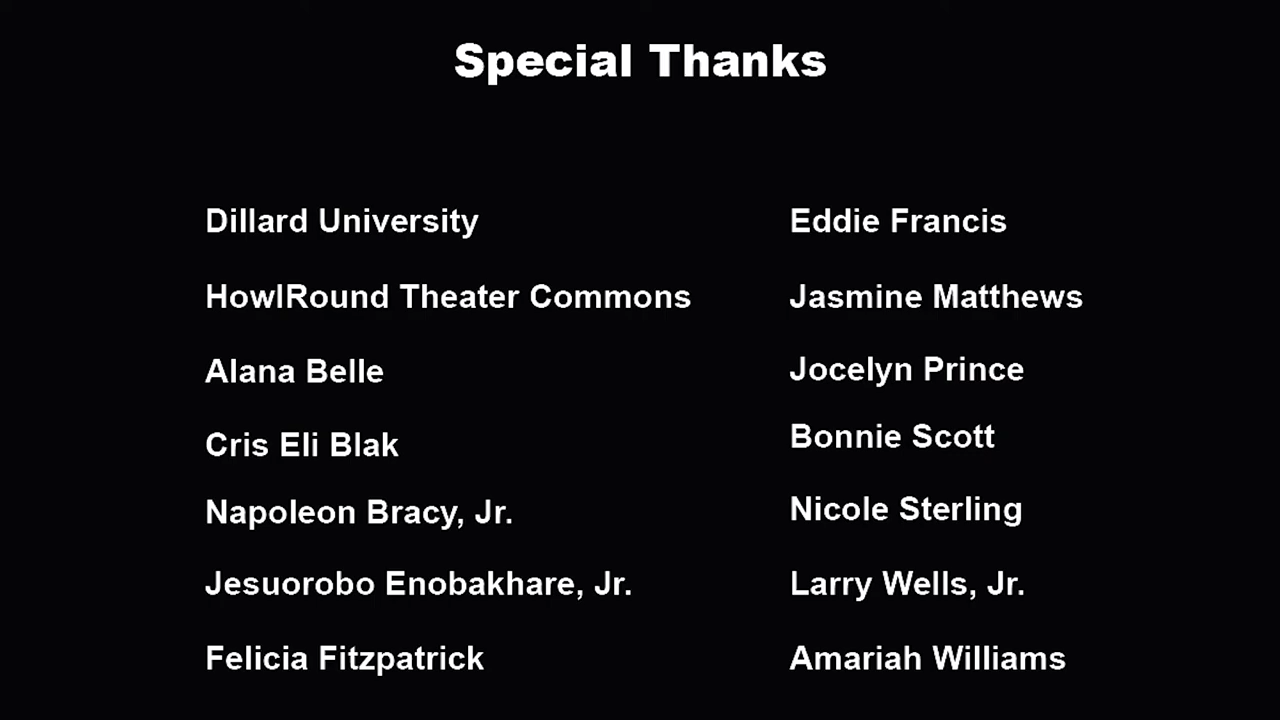 Special Thanks
Dillard University
HowlRound Theater Commons
Alana Belle
Cris Eli Blak
Napoleon Bracy, Jr.
Jesuorobo Enobakhare, Jr.
Felicia Fitzpatrick
Eddie Francis
Jasmine Matthews
Jocelyn Prince
Bonnie Scott
Nicole Sterling
Larry Wells, Jr.
Amariah Williams